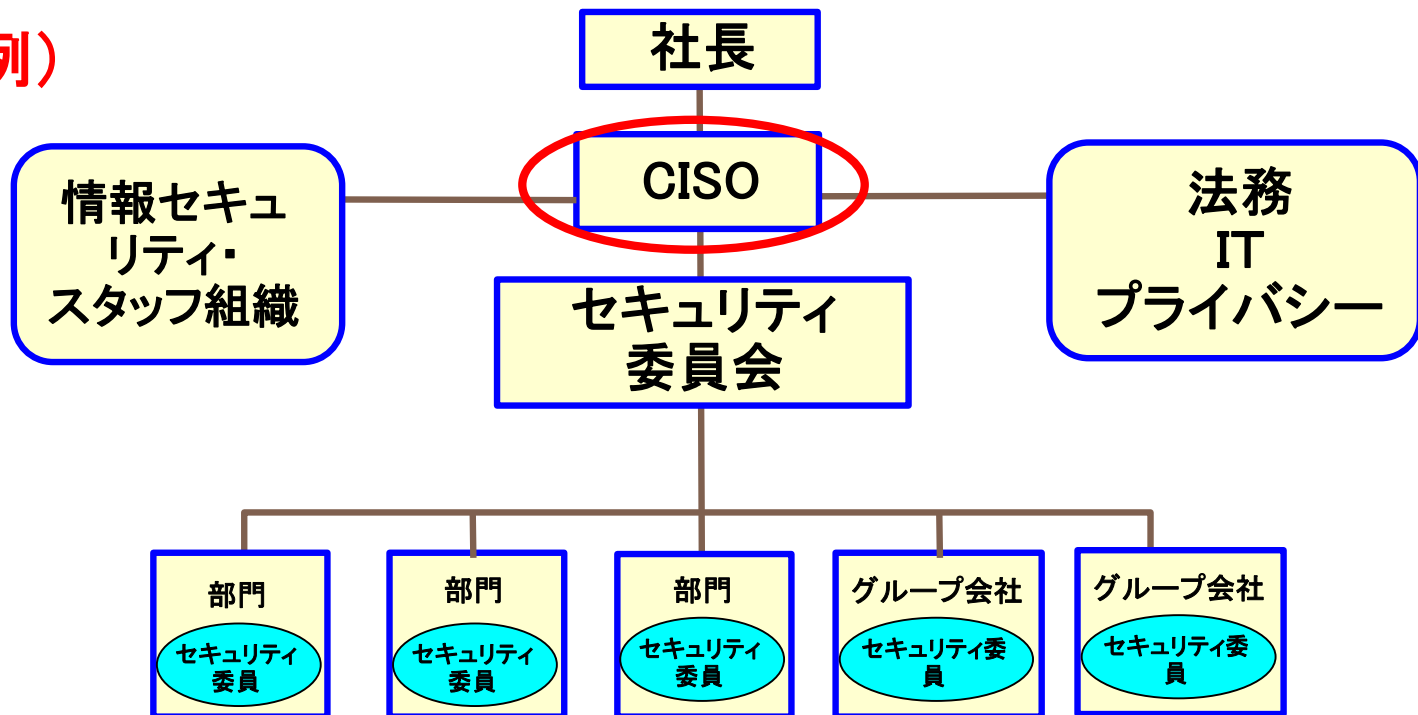 例）
社長
CISO
情報セキュ
リティ・
スタッフ組織
法務
IT
プライバシー
セキュリティ
委員会
部門
セキュリティ
委員
部門
セキュリティ
委員
部門
セキュリティ
委員
グループ会社
セキュリティ委
員
グループ会社
セキュリティ委
員